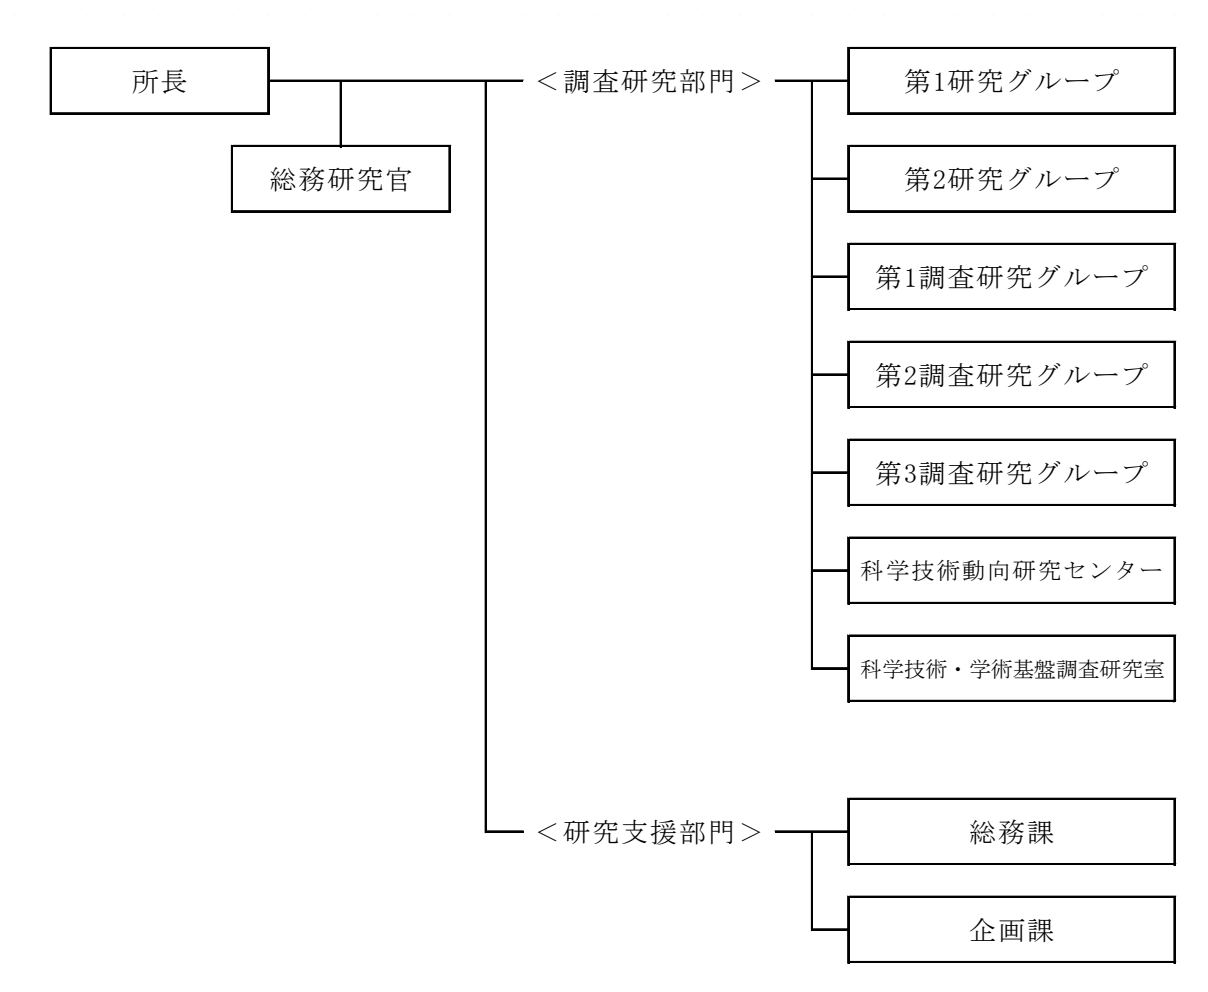 所長
総務研究官
＜調査研究部門＞
第1研究グループ
第2研究グループ
第1調査研究グループ
第2調査研究グループ
第3調査研究グループ
科学技術動向研究センター
科学技術・学術基盤調査研究室
＜研究支援部門＞
総務課
企画課